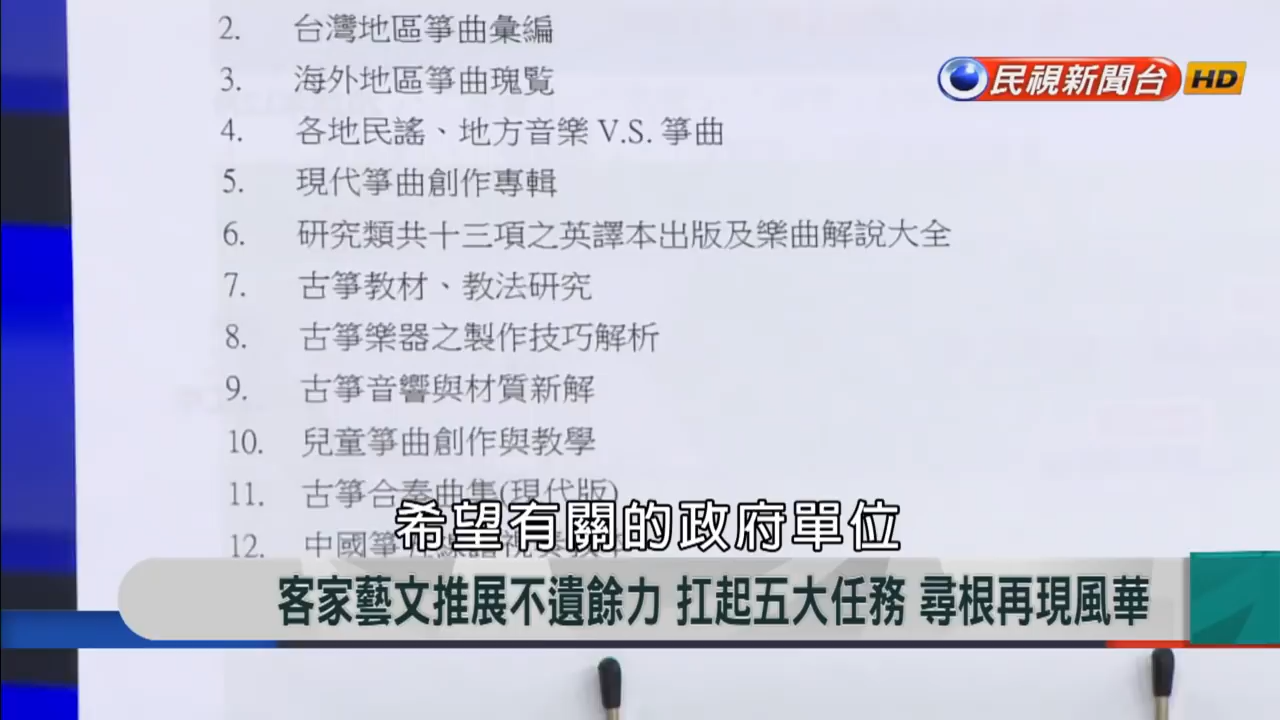 2. 台灣地區箏曲彙編
3. 海外地區箏曲瑰覽
民視新聞台 HD
4. 各地民謠、地方音樂 V.S. 箏曲
5. 現代箏曲創作專輯
6. 研究類共十三項之英譯本出版及樂曲解說大全
7. 古箏教材、教法研究
8. 古箏樂器之製作技巧解析
9. 古箏音響與材質新解
10. 兒童箏曲創作與教學
11. 古箏合奏曲集(現代版)
希望有關的政府單位
12. 中國箏
客家藝文推展不遺餘力 扛起五大任務 尋根再現風華